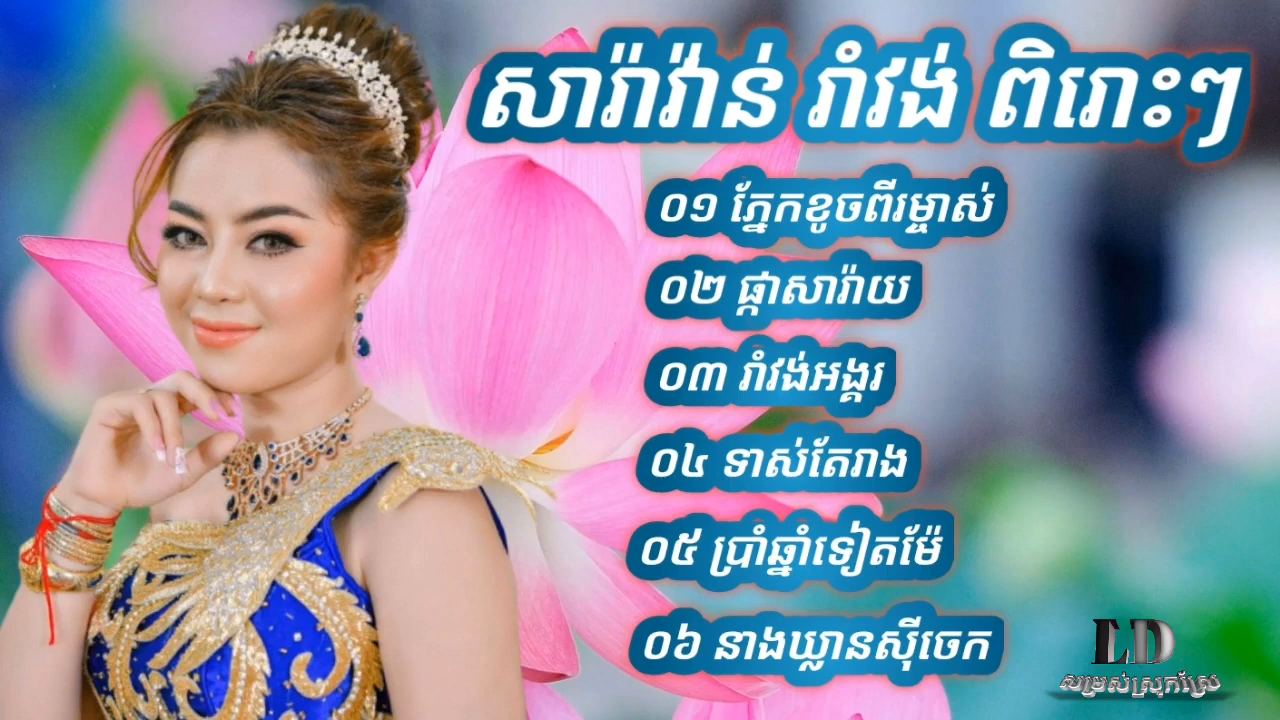 សារ៉ាវ៉ាន់ រាំវង់ ពិរោះៗ
០១ ភ្នែកខូចពីរម្ចាស់
០២ ផ្កាសារ៉ាយ
០៣ រាំវង់អង្គរ
០៤ ទាស់តែរាង
០៥ ប្រាំឆ្នាំទៀតម៉ែ
០៦ នាងឃ្លានស៊ីចេក
LD
សម្រស់ស្រុកស្រែ